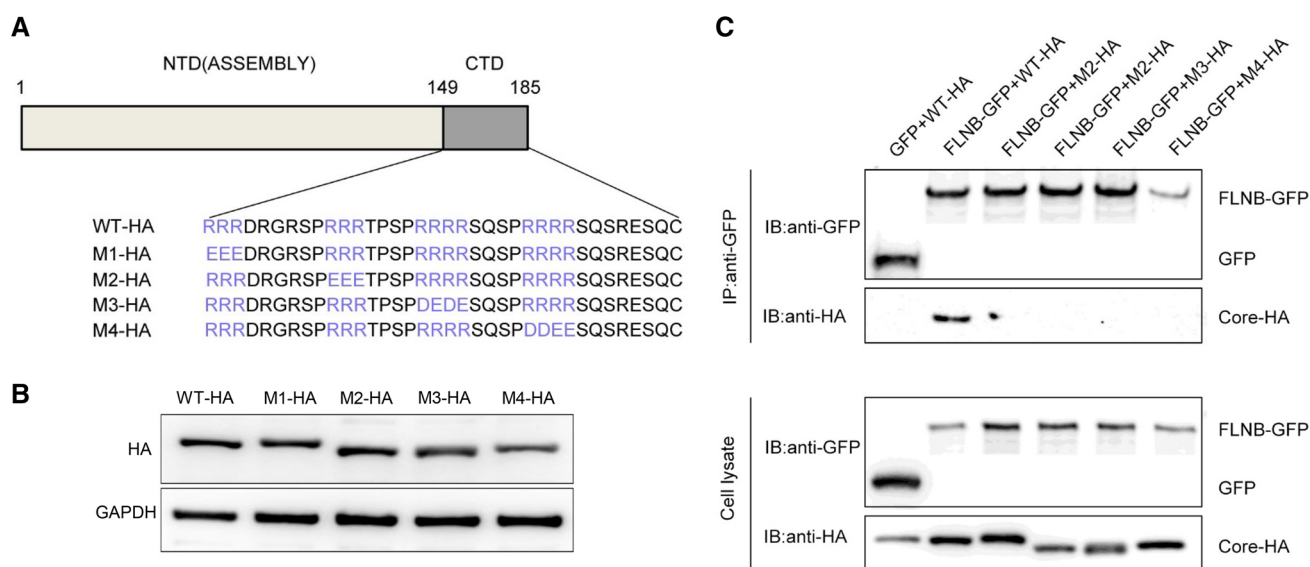 A
NTD(ASSEMBLY) CTD
1 149 185
WT-HA RRRDRGRSPRRRTPSPRRRRSQSPRRRRSQSRESQC
M1-HA EEEDRGRSPRRRTPSPRRRRSQSPRRRRSQSRESQC
M2-HA RRRDRGRSPEEETPSPRRRRSQSPRRRRSQSRESQC
M3-HA RRRDRGRSPRRRTPSPDEDESQSPRRRRSQSRESQC
M4-HA RRRDRGRSPRRRTPSPRRRRSQSPDDEESQSRESQC
B
WT-HA M1-HA M2-HA M3-HA M4-HA
HA
GAPDH
C
GFP+WT-HA
FLNB-GFP+WT-HA
FLNB-GFP+M2-HA
FLNB-GFP+M2-HA
FLNB-GFP+M3-HA
FLNB-GFP+M4-HA
IP:anti-GFP
IB:anti-GFP
FLNB-GFP
GFP
IB:anti-HA
Core-HA
Cell lysate
IB:anti-GFP
FLNB-GFP
GFP
IB:anti-HA
Core-HA